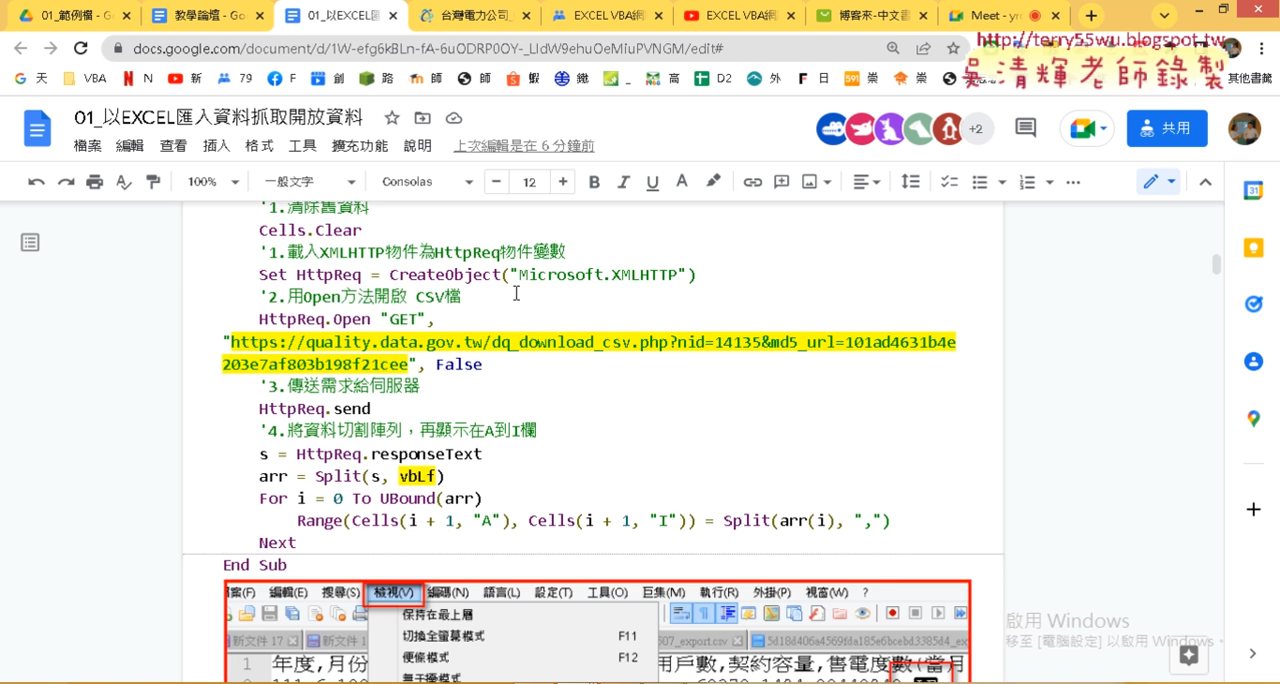 01_範例檔 - G
教學論壇 - Go
01_以EXCEL匯
台灣電力公司_
EXCEL VBA網
EXCEL VBA網
博客來-中文書
Meet - yr
docs.google.com/document/d/1W-efg6kBLn-fA-6uODRP0OY-_LIdW9ehuOeMiuPVNGM/edit#
http://terry55wu.blogspot.tw
吳清輝老師錄製
天 VBA N 新 79 F 創 路 師 師 蝦 總 _ 高 D2 外 日 崇 崇 其他書籤
01_以EXCEL匯入資料抓取開放資料
+2
共用
檔案 編輯 查看 插入 格式 工具 擴充功能 說明 上次編輯是在 6 分鐘前
100% 一般文字 Consolas 12 B I U A
'1.清除舊資料
Cells.Clear
'1.載入XMLHTTP物件為HttpReq物件變數
Set HttpReq = CreateObject("Microsoft.XMLHTTP")
'2.用Open方法開啟 CSV檔
HttpReq.Open "GET",
"https://quality.data.gov.tw/dq_download_csv.php?nid=14135&md5_url=101ad4631b4e
203e7af803b198f21cee", False
'3.傳送需求給伺服器
HttpReq.send
'4.將資料切割陣列，再顯示在A到I欄
s = HttpReq.responseText
arr = Split(s, vbLf)
For i = 0 To UBound(arr)
Range(Cells(i + 1, "A"), Cells(i + 1, "I")) = Split(arr(i), ",")
Next
End Sub
檔案(F) 編輯(E) 搜尋(S) 檢視(V) 編碼(N) 語言(L) 設定(T) 工具(O) 巨集(M) 執行(R) 外掛(P) 視窗(W) ?
保持在最上層
新文件 17 新文件 1 切換全螢幕模式 F11 607_export.csv 5d18d406a4569fda185e6bcebd3385d4_ex
便條模式 F12
1 年度,月份 用戶數,契約容量,售電度數(當月
啟用 Windows
移至 [電腦設定] 以啟用 Windows。